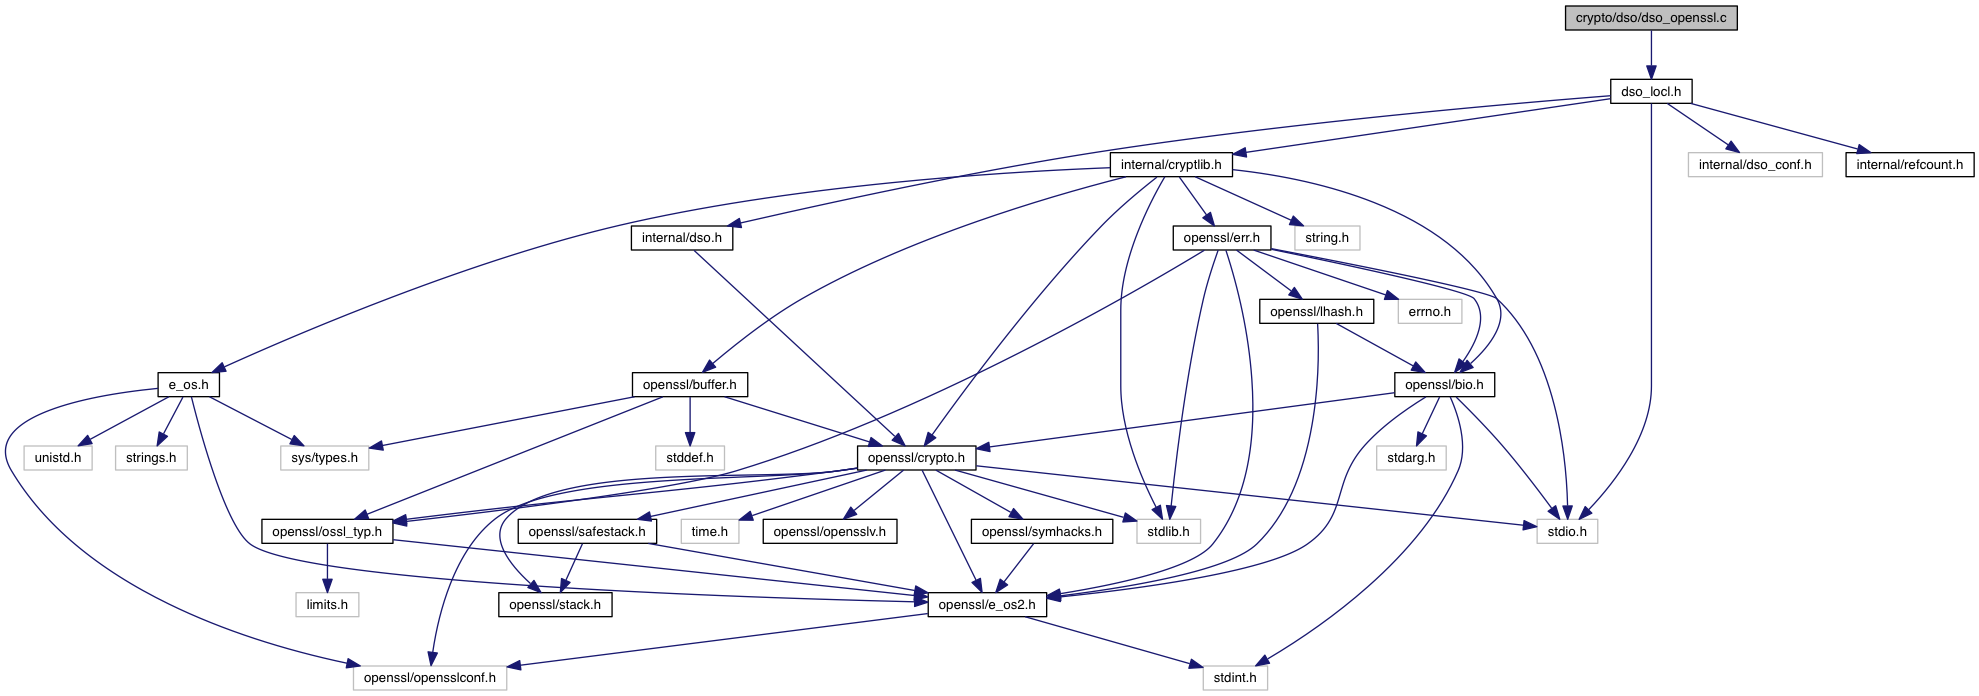 crypto/dso/dso_openssl.c
dso_locl.h
internal/cryptlib.h
internal/dso_conf.h
internal/refcount.h
internal/dso.h
openssl/err.h
string.h
openssl/lhash.h
errno.h
e_os.h
openssl/buffer.h
openssl/bio.h
unistd.h
strings.h
sys/types.h
stddef.h
openssl/crypto.h
stdarg.h
openssl/ossl_typ.h
openssl/safestack.h
time.h
openssl/opensslv.h
openssl/symhacks.h
stdlib.h
stdio.h
limits.h
openssl/stack.h
openssl/e_os2.h
openssl/opensslconf.h
stdint.h